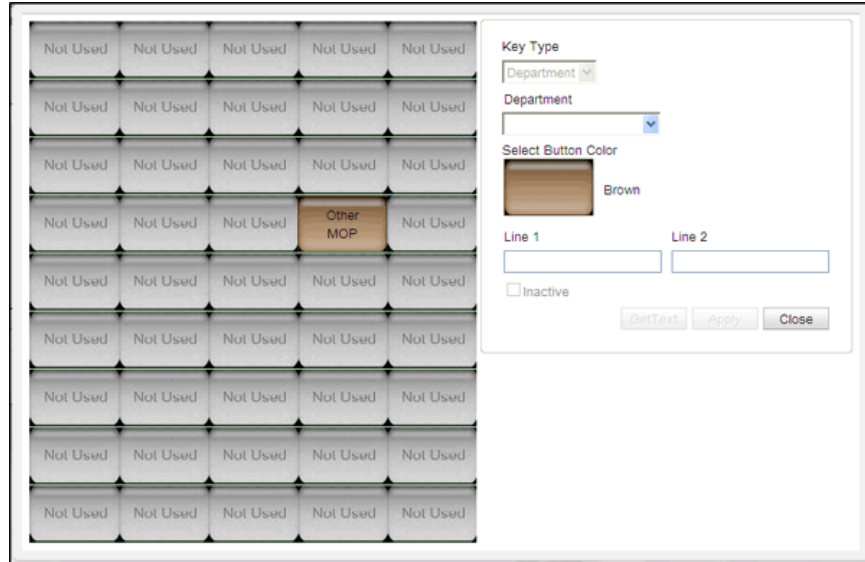 Not Used Not Used Not Used Not Used Not Used
Not Used Not Used Not Used Not Used Not Used
Not Used Not Used Not Used Not Used Not Used
Not Used Not Used Not Used Other MOP Not Used
Not Used Not Used Not Used Not Used Not Used
Not Used Not Used Not Used Not Used Not Used
Not Used Not Used Not Used Not Used Not Used
Not Used Not Used Not Used Not Used Not Used
Not Used Not Used Not Used Not Used Not Used
Key Type
Department
Department
Select Button Color
Brown
Line 1 Line 2
Inactive
GetText Apply Close